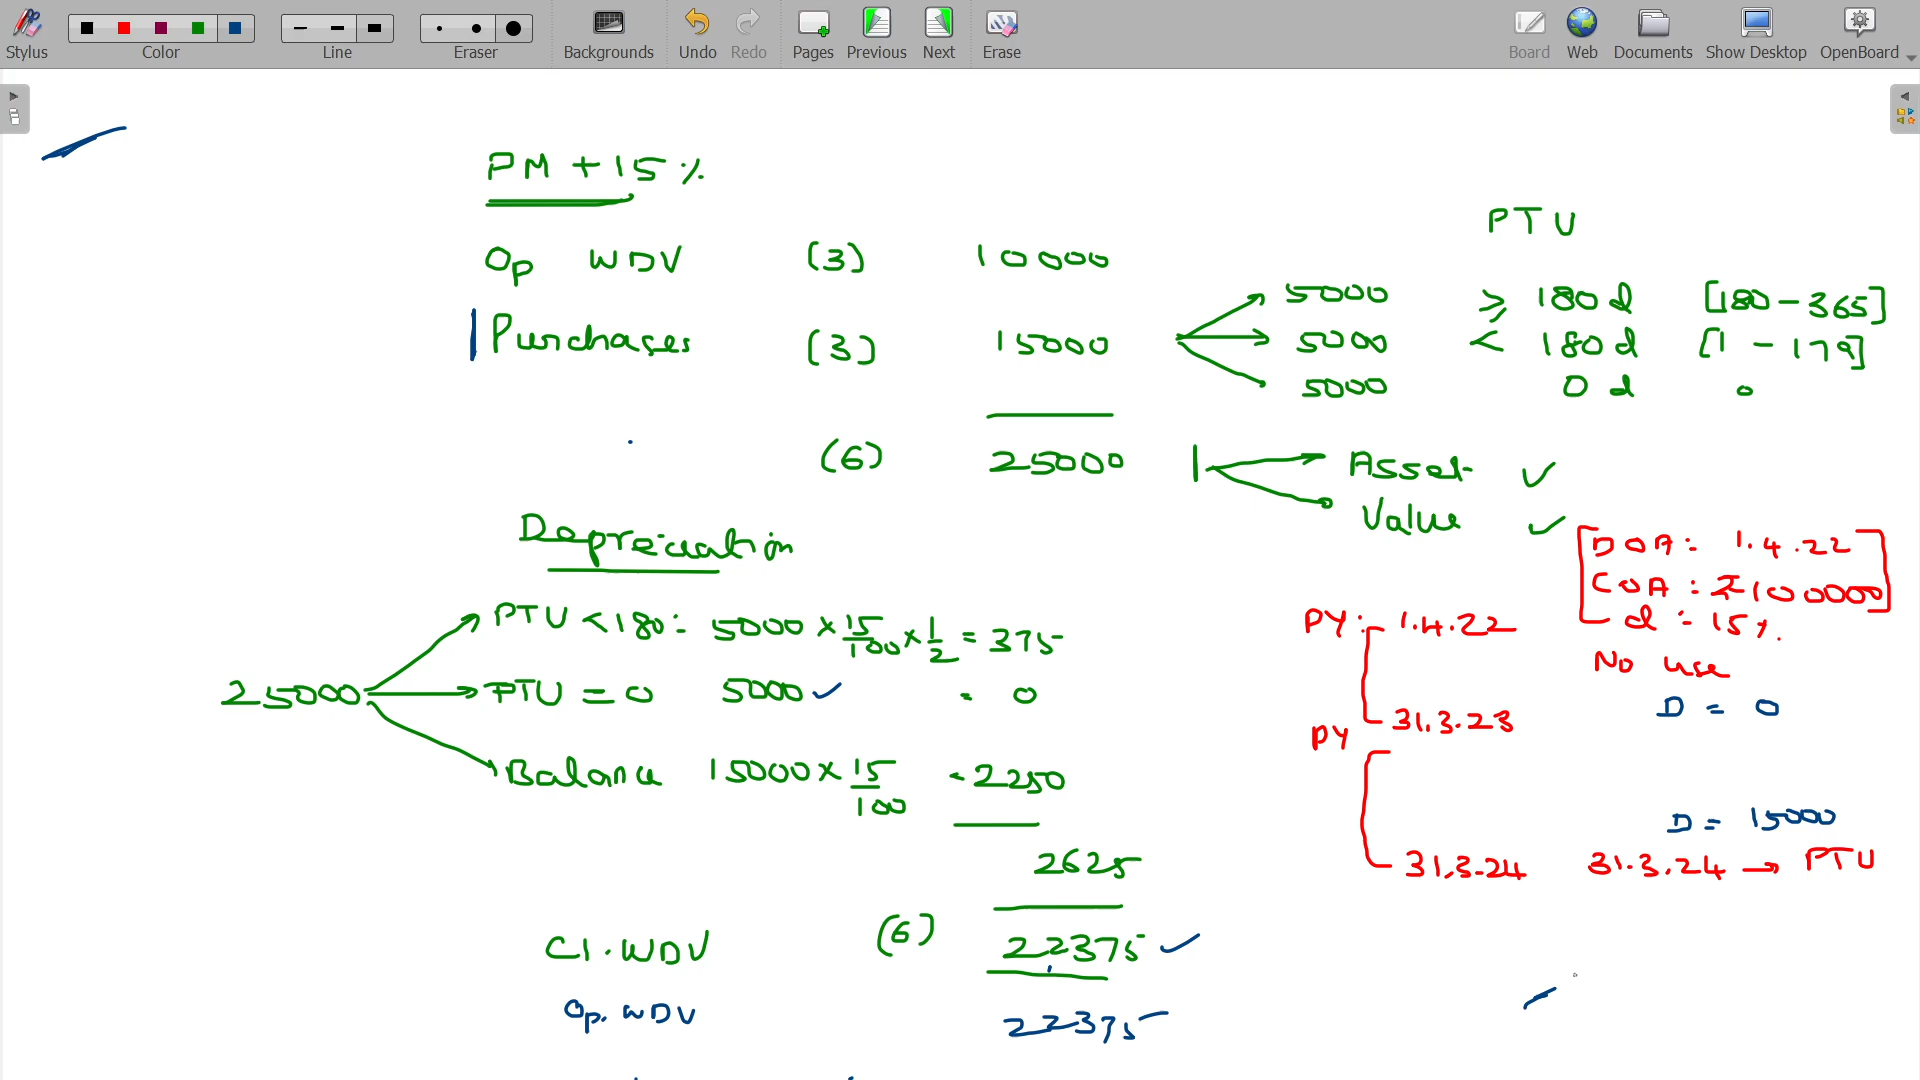 Stylus Color Line Eraser Backgrounds Undo Redo Pages Previous Next Erase Board Web Documents Show Desktop OpenBoard
PM + 15 %
PTU
Op WDV (3) 10000
5000 ≥ 180 d [180 - 365]
Purchases (3) 15000 5000 < 180 d [1 - 179]
5000 0 d 0
(6) 25000 Asset ✓
Value ✓
Depreciation
DOA : 1.4.22
COA : ₹100000
d : 15 %.
No use
D = 0
PTU < 180 : 5000 × 15/100 × 1/2 = 375
25000 PTU = 0 5000 ✓ = 0
Balance 15000 × 15/100 = 2250
2625
PY : 1.4.22
31.3.23
PY
D = 15000
31.3.24 31.3.24 → PTU
Cl. WDV (6) 22375 ✓
Op. WDV 22375